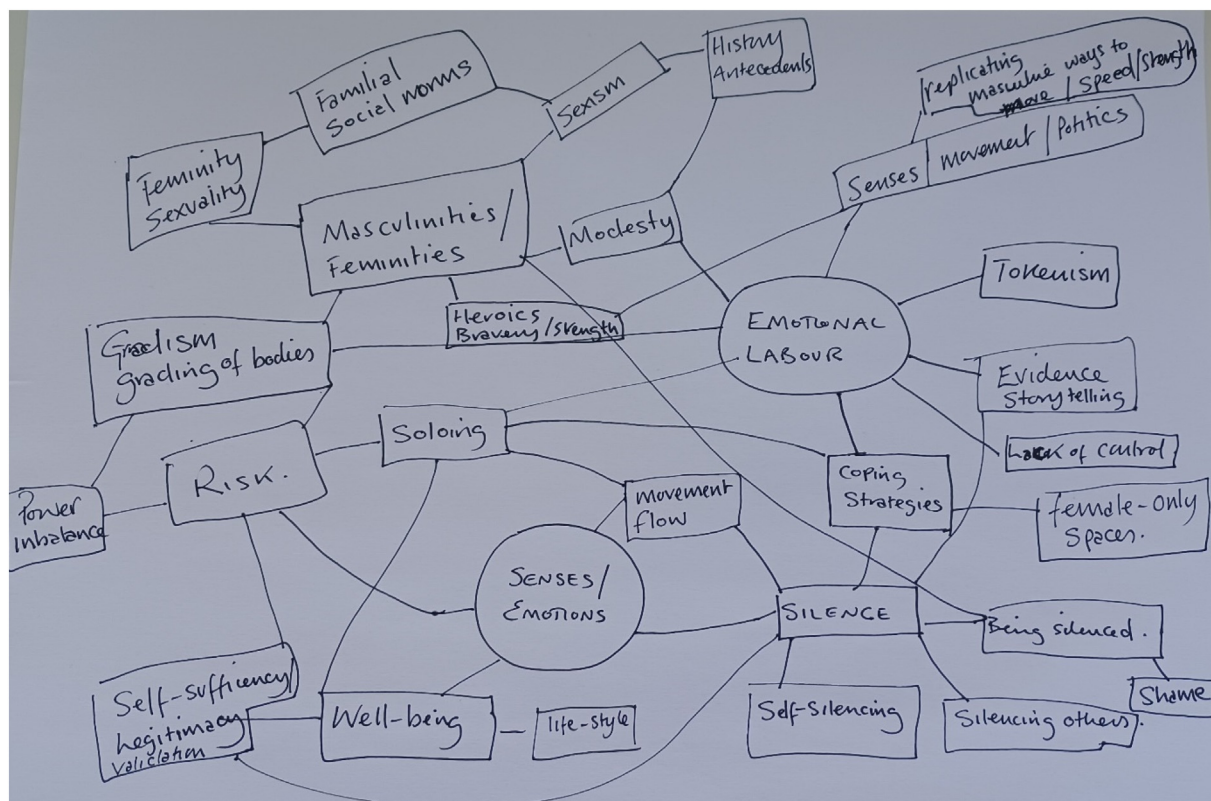 History
Antecedents
replicating
masculine ways to
move / Speed/Strength
Familial
Social norms
Sexism
Senses | movement | Politics
Feminity
Sexuality
Masculinities/
Feminities
Modesty
Tokenism
Heroics
Bravery/Strength
EMOTIONAL
LABOUR
Gradism
grading of bodies
Evidence
Storytelling
Soloing
Lack of control
Risk.
Coping
Strategies
movement
flow
female-only
Spaces.
Power
inbalance
SENSES/
EMOTIONS
SILENCE
Being silenced.
Shame
Self-sufficency
Legitimacy
validation
Well-being
life-style
Self-Silencing
Silencing others.